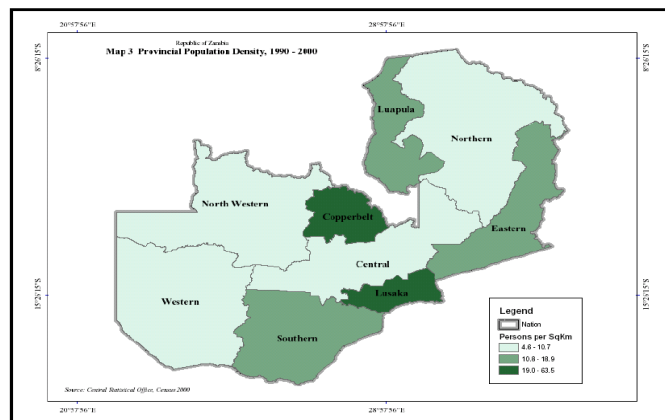 20°57'56"E
28°57'56"E
Republic of Zambia
Map 3 Provincial Population Density, 1990 - 2000
8°26'15"S
8°26'15"S
Luapula
Northern
North Western
Copperbelt
Eastern
Central
Western
Lusaka
Southern
15°26'15"S
15°26'15"S
Legend
Nation
Persons per SqKm
4.6 - 10.7
10.8 - 18.9
19.0 - 63.5
Source: Central Statistical Office, Census 2000
20°57'56"E
28°57'56"E